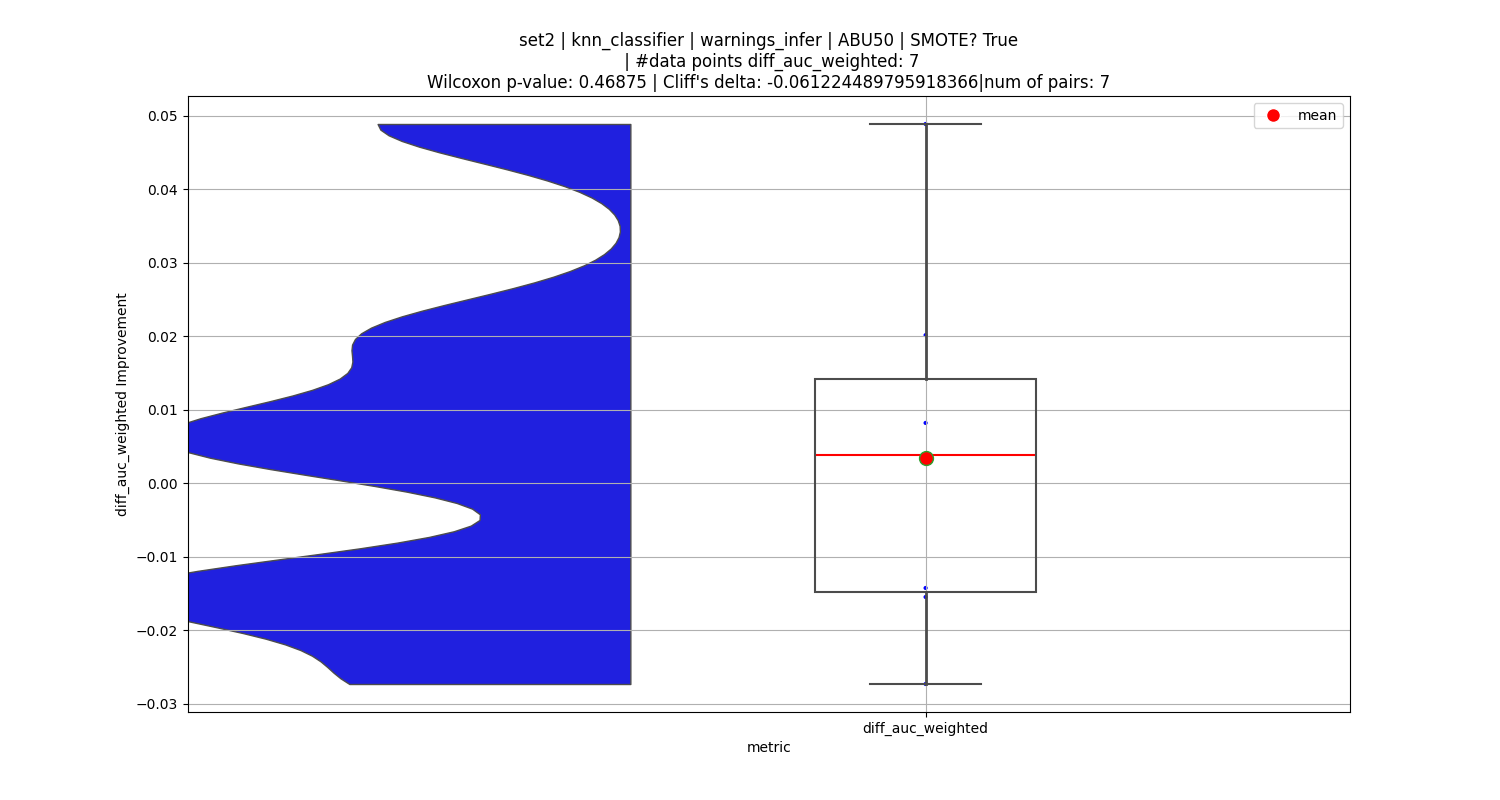 set2 | knn_classifier | warnings_infer | ABU50 | SMOTE? True
| #data points diff_auc_weighted: 7
Wilcoxon p-value: 0.46875 | Cliff's delta: -0.061224489795918366|num of pairs: 7
mean
0.05
0.04
0.03
0.02
0.01
0.00
−0.01
−0.02
−0.03
diff_auc_weighted Improvement
diff_auc_weighted
metric